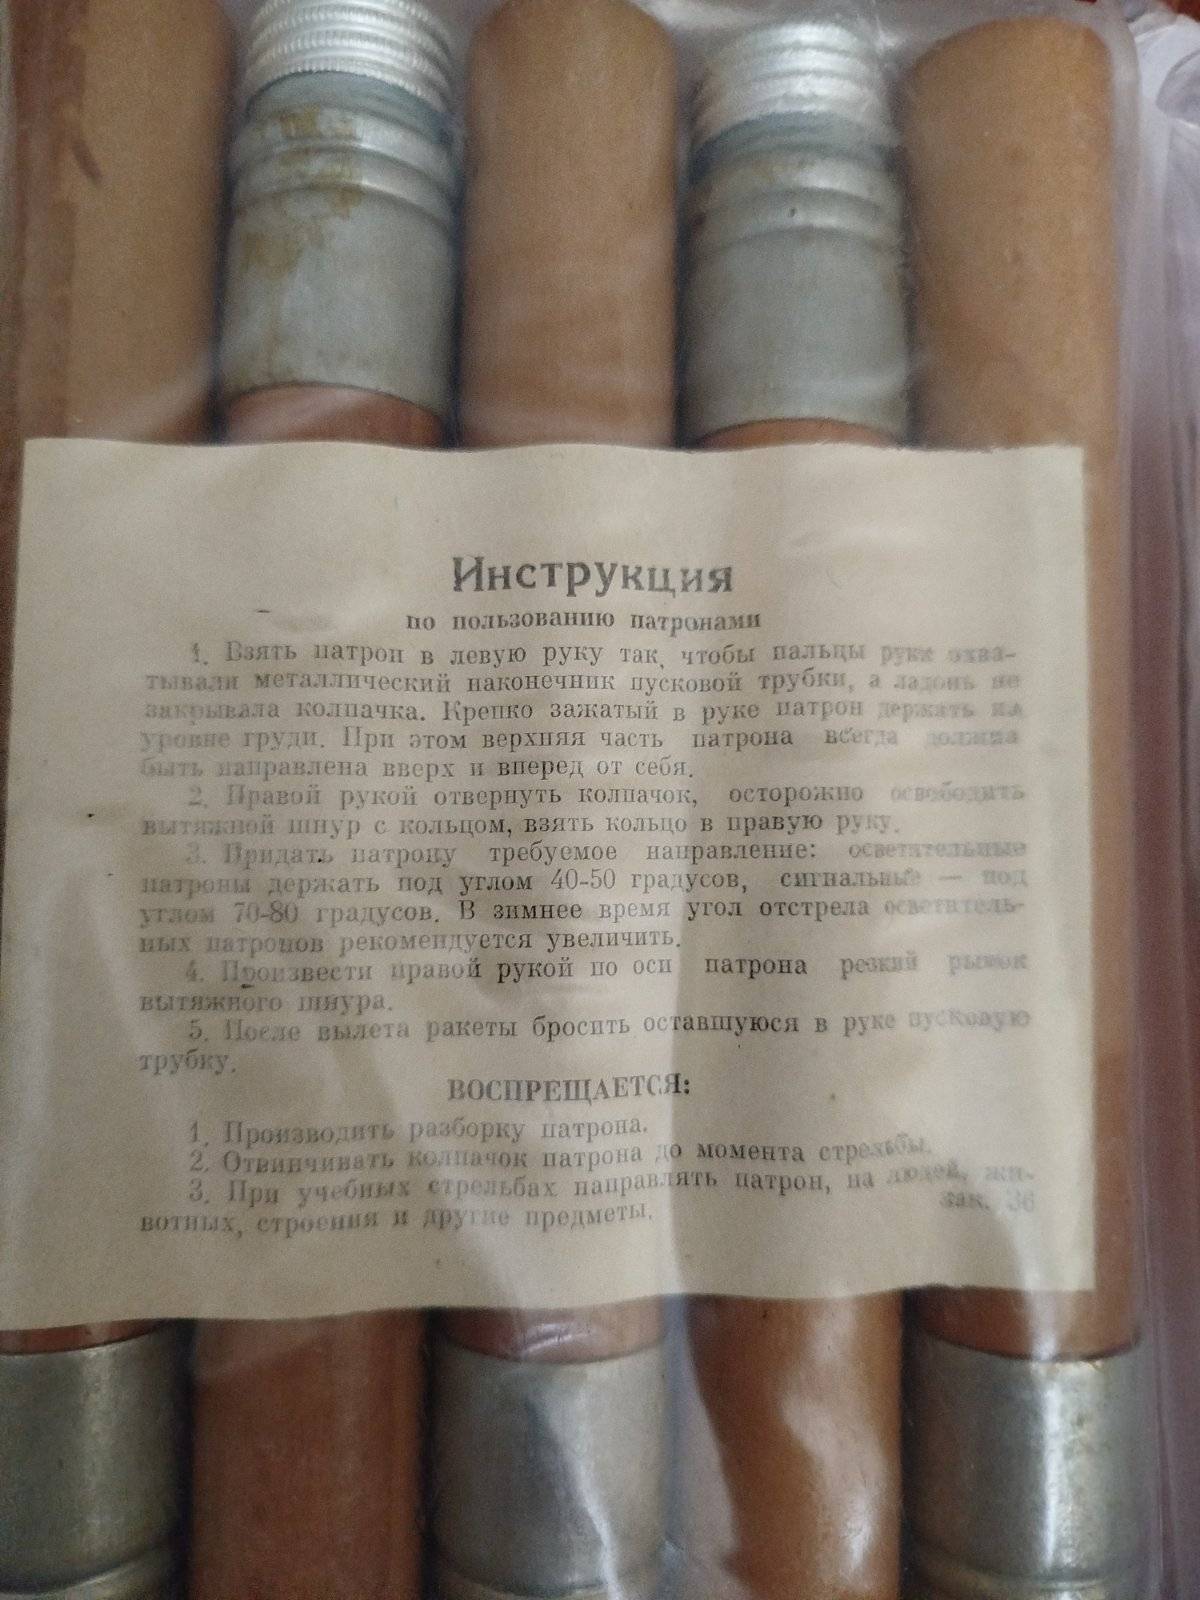 Инструкция
по пользованию патронами
1. Взять патрон в левую руку так, чтобы пальцы руки охва-
тывали металлический наконечник пусковой трубки, а ладонь не
закрывала колпачка. Крепко зажатый в руке патрон держать на
уровне груди. При этом верхняя часть патрона всегда должна
быть направлена вверх и вперед от себя.
2. Правой рукой отвернуть колпачок, осторожно освободить
вытяжной шнур с кольцом, взять кольцо в правую руку.
3. Придать патрону требуемое направление: осветительные
патроны держать под углом 40-50 градусов, сигнальные — под
углом 70-80 градусов. В зимнее время угол отстрела осветитель-
ных патронов рекомендуется увеличить.
4. Произвести правой рукой по оси патрона резкий рывок
вытяжного шнура.
5. После вылета ракеты бросить оставшуюся в руке пусковую
трубку.
ВОСПРЕЩАЕТСЯ:
1. Производить разборку патрона.
2. Отвинчивать колпачок патрона до момента стрельбы.
3. При учебных стрельбах направлять патрон, на людей, жи-
вотных, строения и другие предметы.
зак. 36